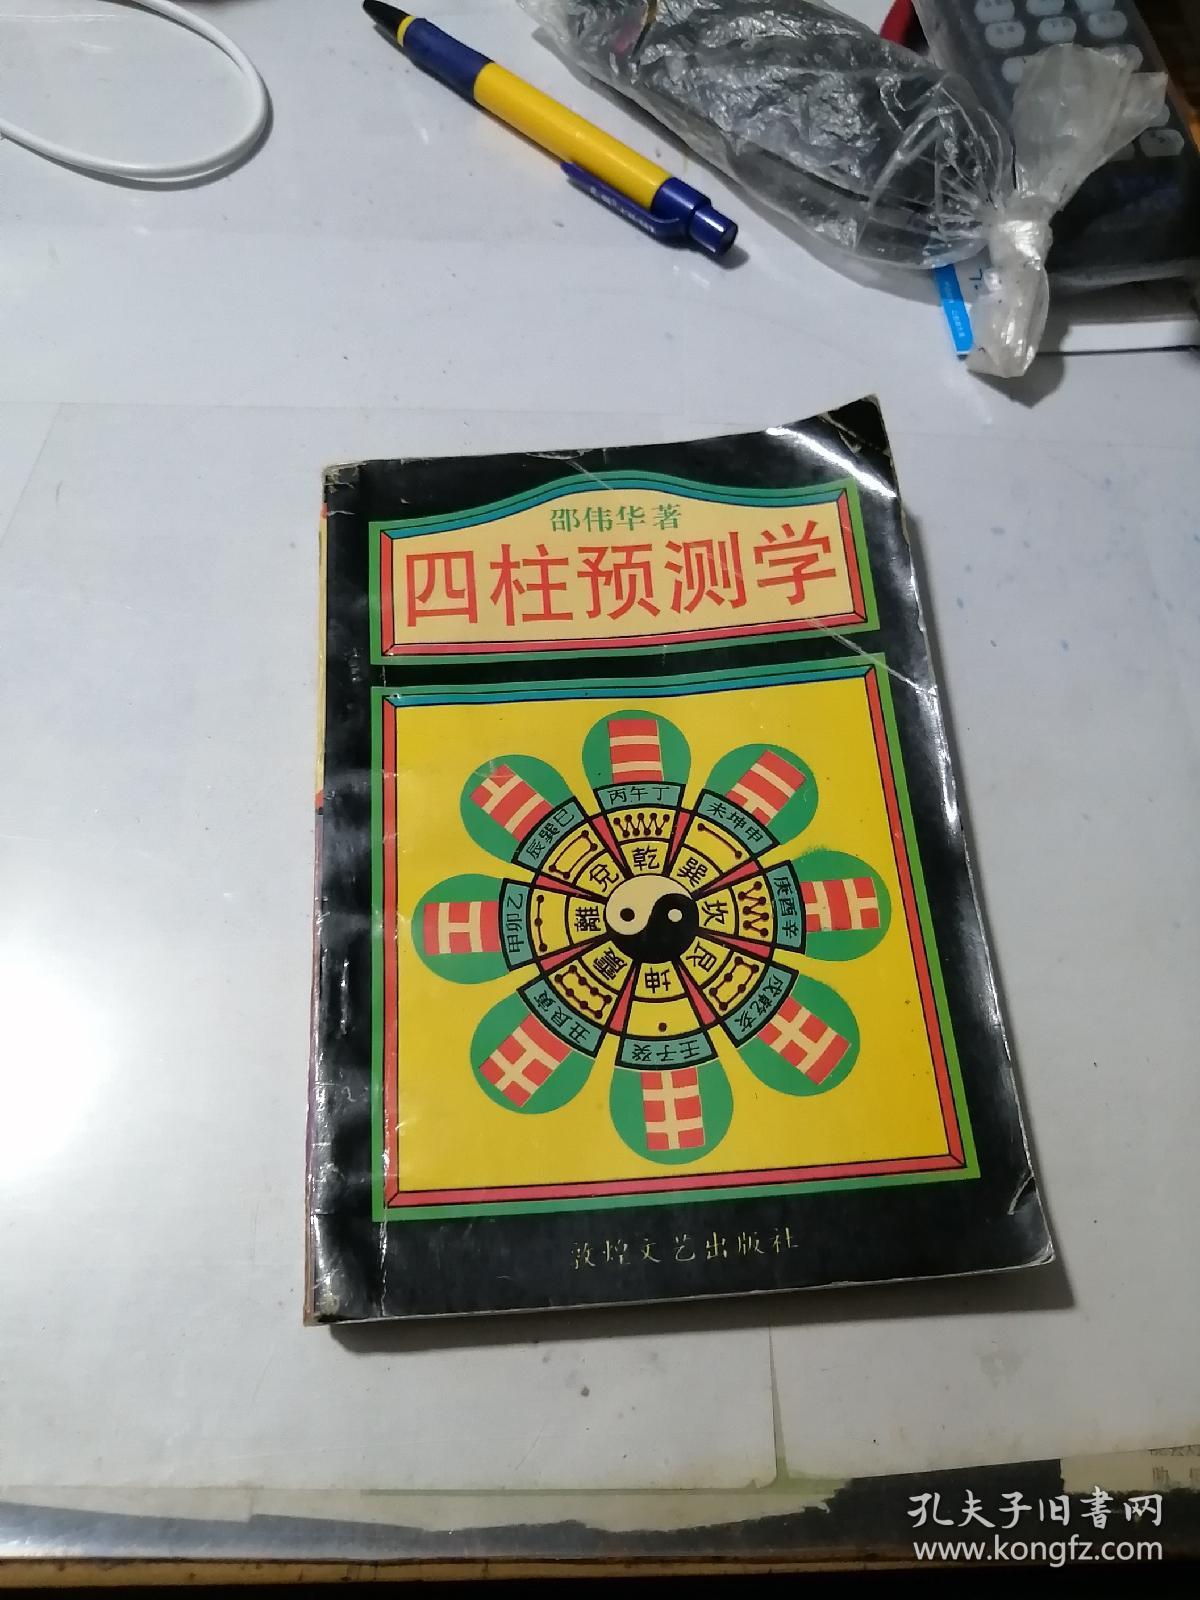 邵伟华著
四柱预测学
丙午丁
未坤申
庚酉辛
戌乾亥
壬子癸
丑艮寅
甲卯乙
辰巽巳
乾
巽
坎
艮
坤
震
離
兌
敦煌文艺出版社
孔夫子旧書网
www.kongfz.com